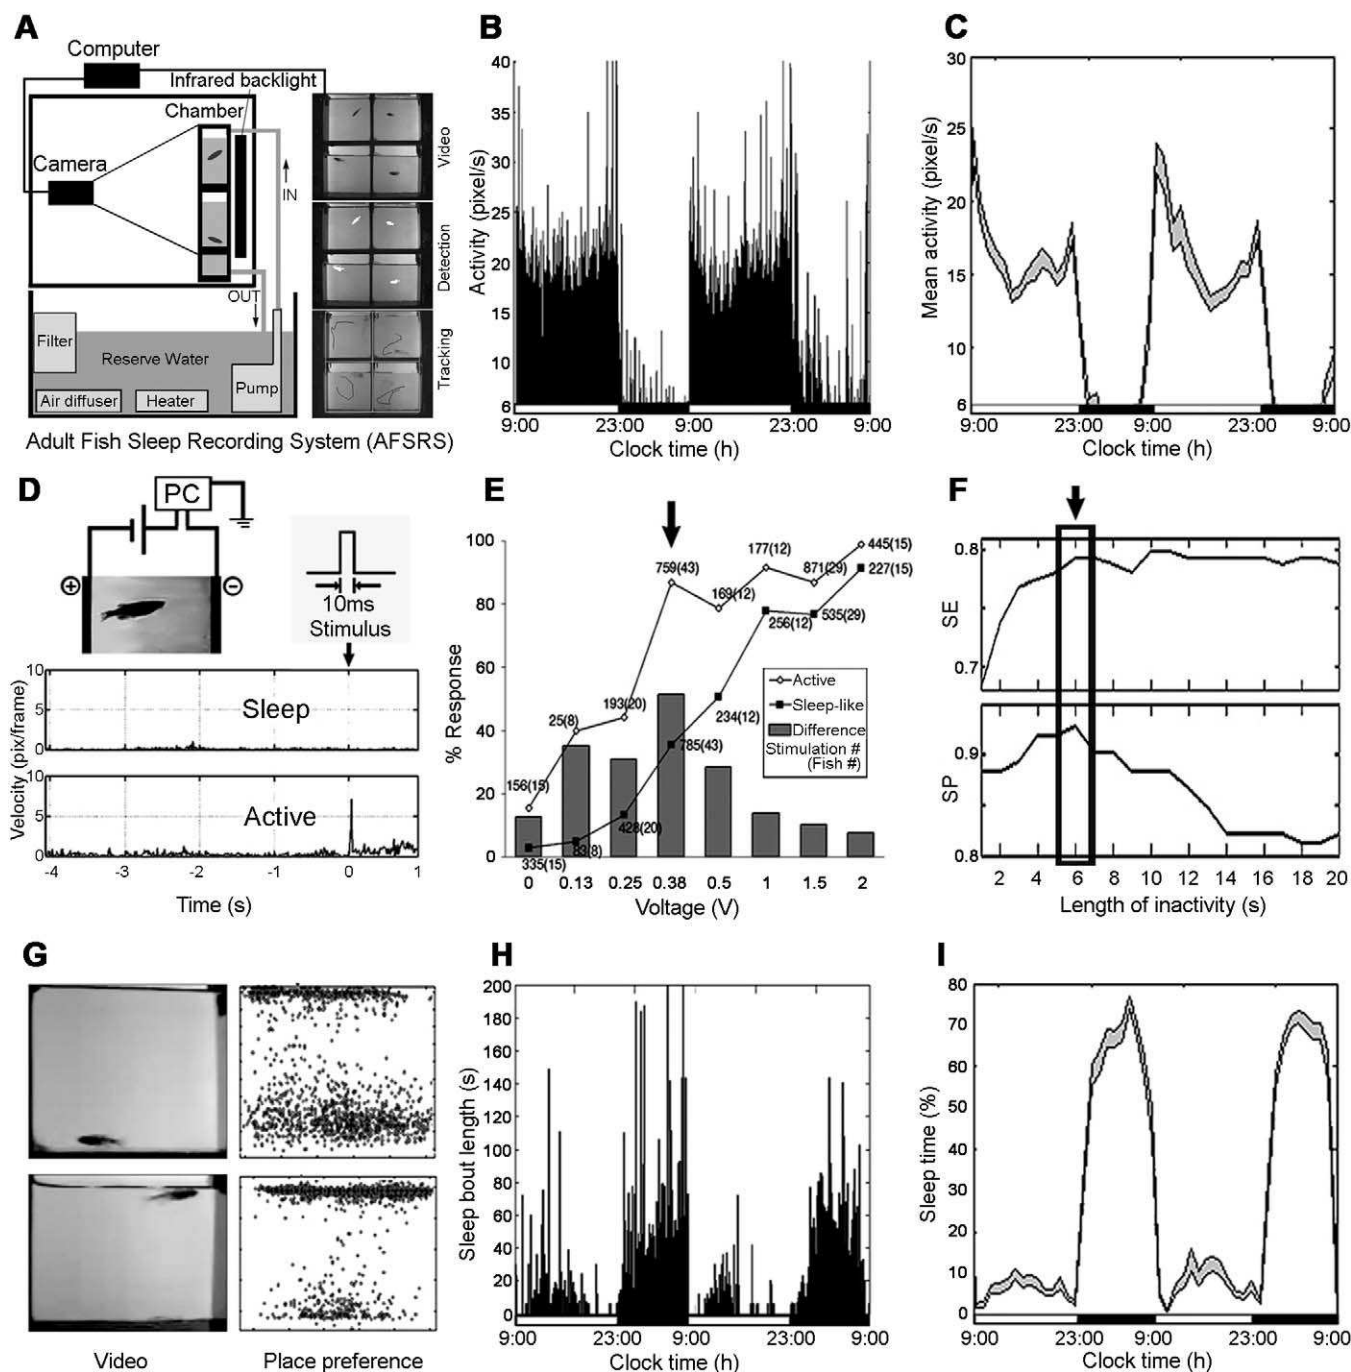 A
Computer
Infrared backlight
Chamber
Camera
IN
OUT
Filter
Reserve Water
Pump
Air diffuser
Heater
Video
Detection
Tracking
Adult Fish Sleep Recording System (AFSRS)
B
40
35
30
25
20
15
10
6
Activity (pixel/s)
9:00 23:00 9:00 23:00 9:00
Clock time (h)
C
30
25
20
15
10
6
Mean activity (pixel/s)
9:00 23:00 9:00 23:00 9:00
Clock time (h)
D
PC
+
−
10ms
Stimulus
10
5
0
Sleep
10
5
0
Active
Velocity (pix/frame)
-4 -3 -2 -1 0 1
Time (s)
E
100
80
60
40
20
0
% Response
156(15)
25(8)
193(20)
759(43)
169(12)
177(12)
871(29)
445(15)
335(15)
83(8)
428(20)
785(43)
234(12)
256(12)
535(29)
227(15)
Active
Sleep-like
Difference
Stimulation #
(Fish #)
0 0.13 0.25 0.38 0.5 1 1.5 2
Voltage (V)
F
0.8
0.7
SE
0.9
0.8
SP
2 4 6 8 10 12 14 16 18 20
Length of inactivity (s)
G
Video
Place preference
H
200
180
160
140
120
100
80
60
40
20
0
Sleep bout length (s)
9:00 23:00 9:00 23:00 9:00
Clock time (h)
I
80
70
60
50
40
30
20
10
0
Sleep time (%)
9:00 23:00 9:00 23:00 9:00
Clock time (h)